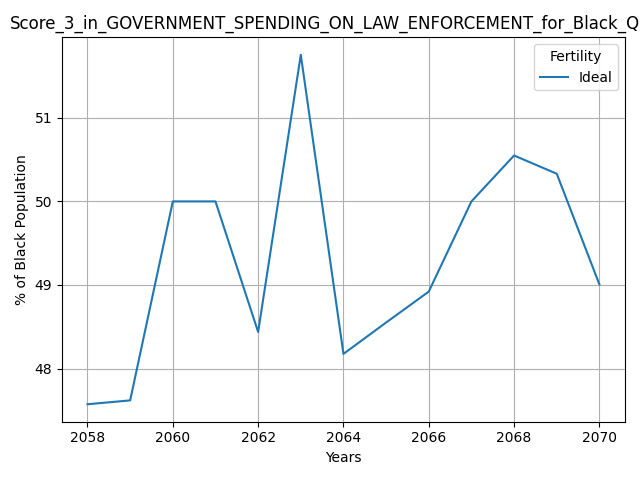 Score_3_in_GOVERNMENT_SPENDING_ON_LAW_ENFORCEMENT_for_Black_Q
Fertility
Ideal
51
50
49
48
% of Black Population
2058 2060 2062 2064 2066 2068 2070
Years